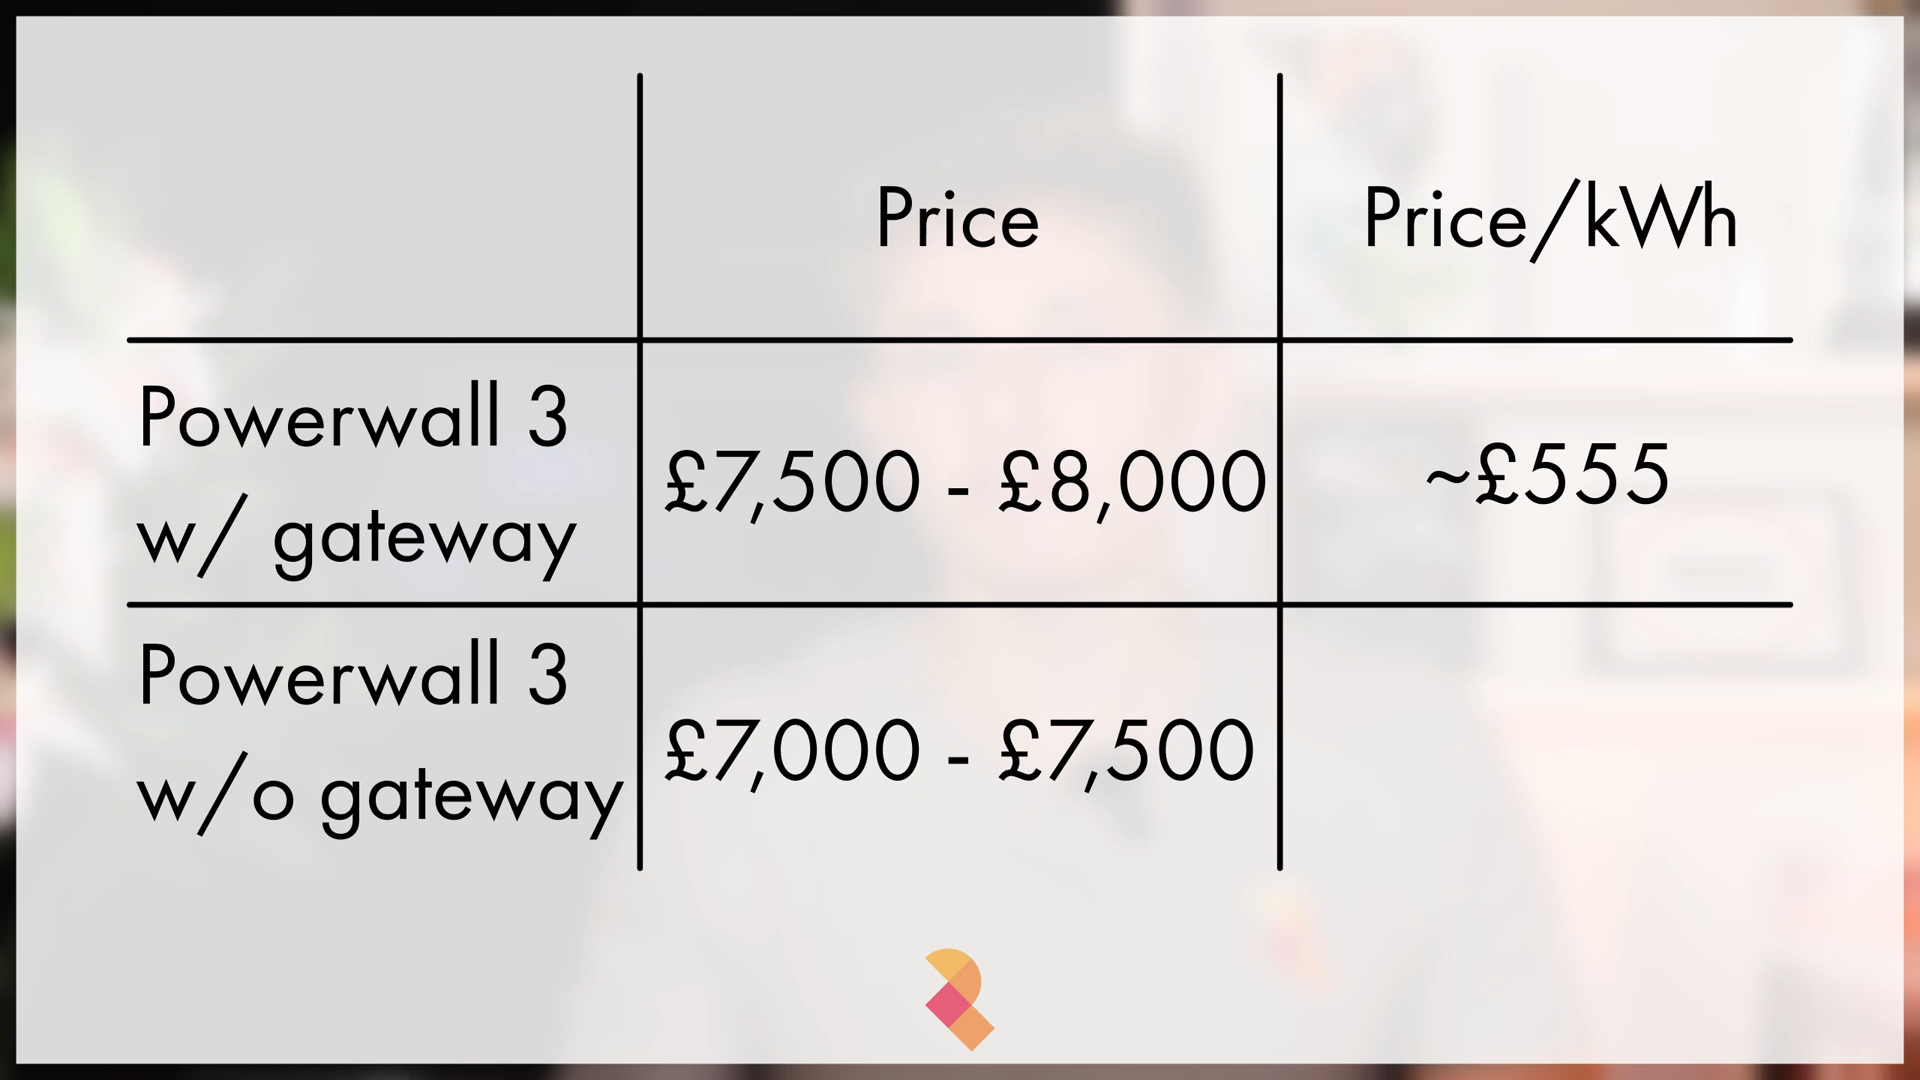 Price
Price/kWh
Powerwall 3
w/ gateway
£7,500 - £8,000
~£555
Powerwall 3
w/o gateway
£7,000 - £7,500